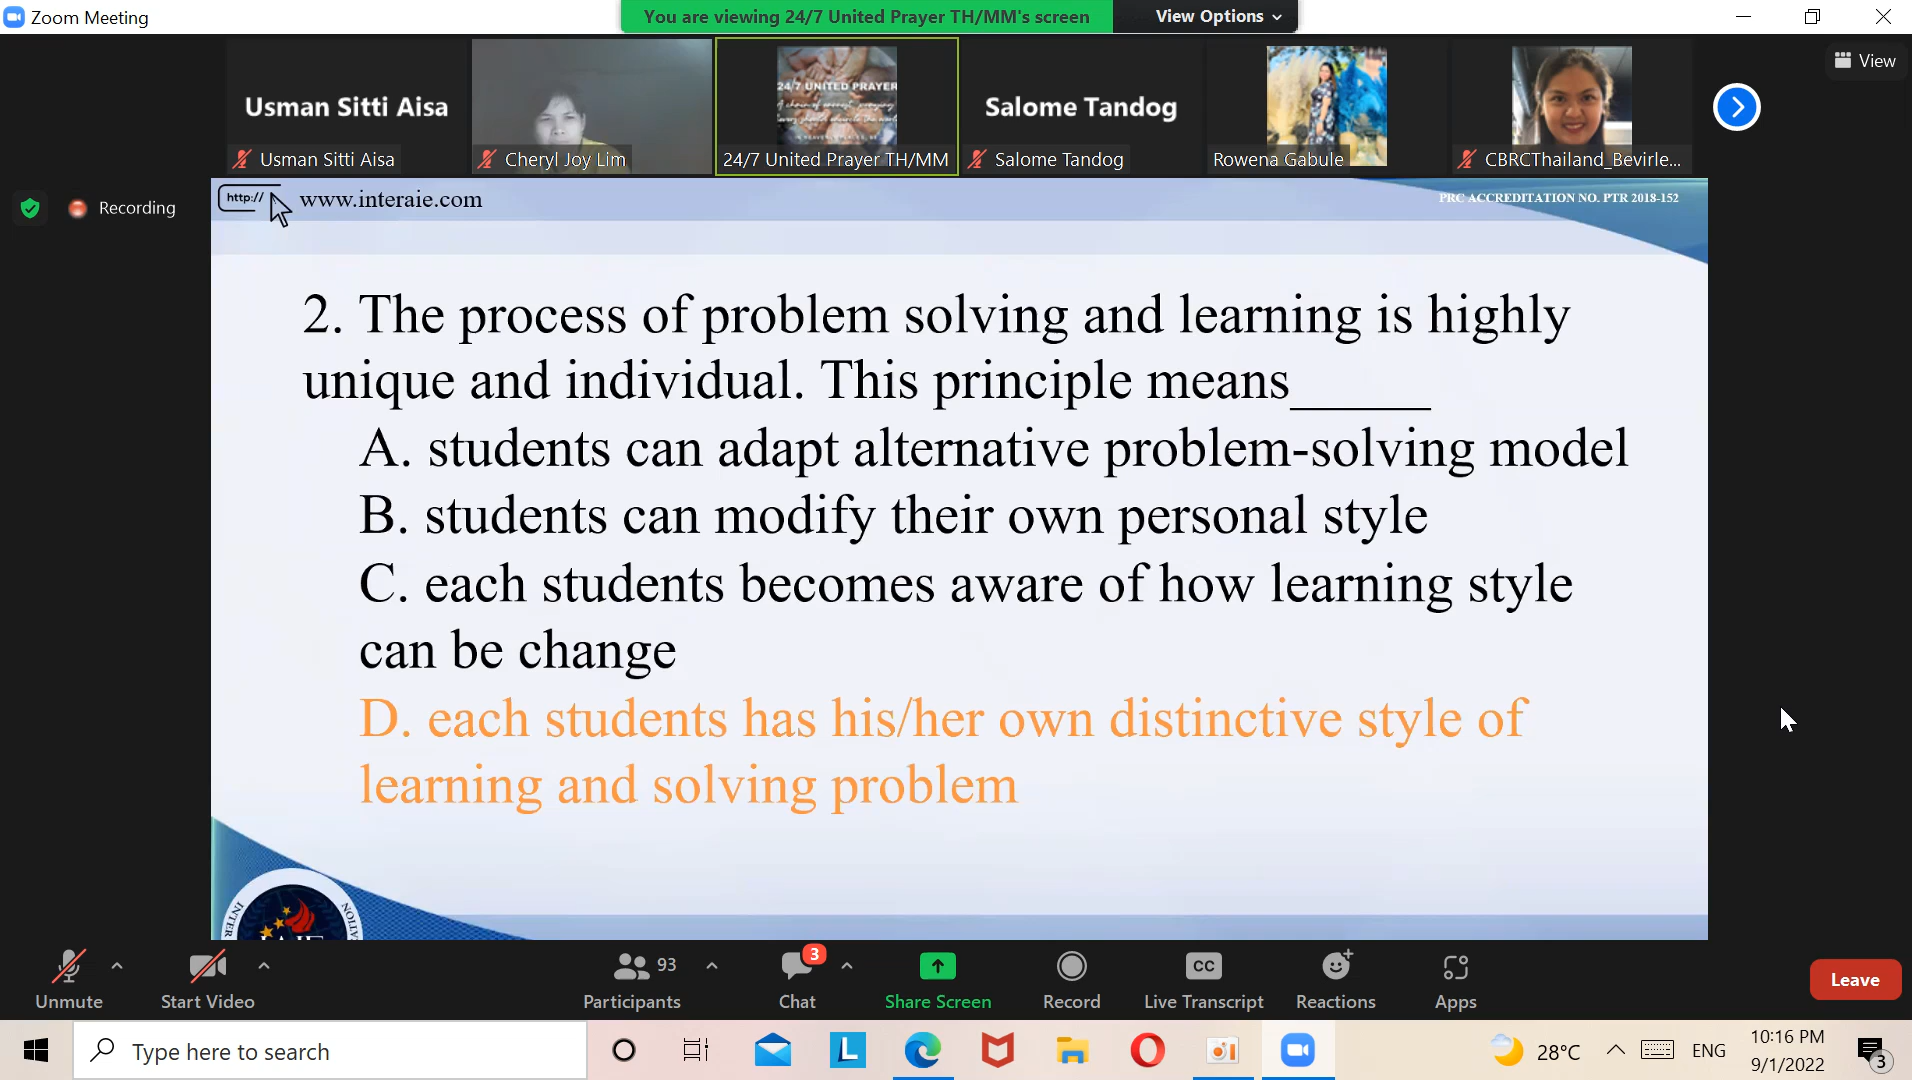 Zoom Meeting
You are viewing 24/7 United Prayer TH/MM's screen
View Options
View
Usman Sitti Aisa
Usman Sitti Aisa
Cheryl Joy Lim
24/7 UNITED PRAYER
24/7 United Prayer TH/MM
Salome Tandog
Salome Tandog
Rowena Gabule
CBRCThailand_Bevirle...
Recording
http://
www.interaie.com
PRC ACCREDITATION NO. PTR 2018-152
2. The process of problem solving and learning is highly
unique and individual. This principle means_____
A. students can adapt alternative problem-solving model
B. students can modify their own personal style
C. each students becomes aware of how learning style
can be change
D. each students has his/her own distinctive style of
learning and solving problem
Unmute
Start Video
93
Participants
3
Chat
Share Screen
Record
CC
Live Transcript
Reactions
Apps
Leave
Type here to search
L
28°C
ENG
10:16 PM
9/1/2022
3